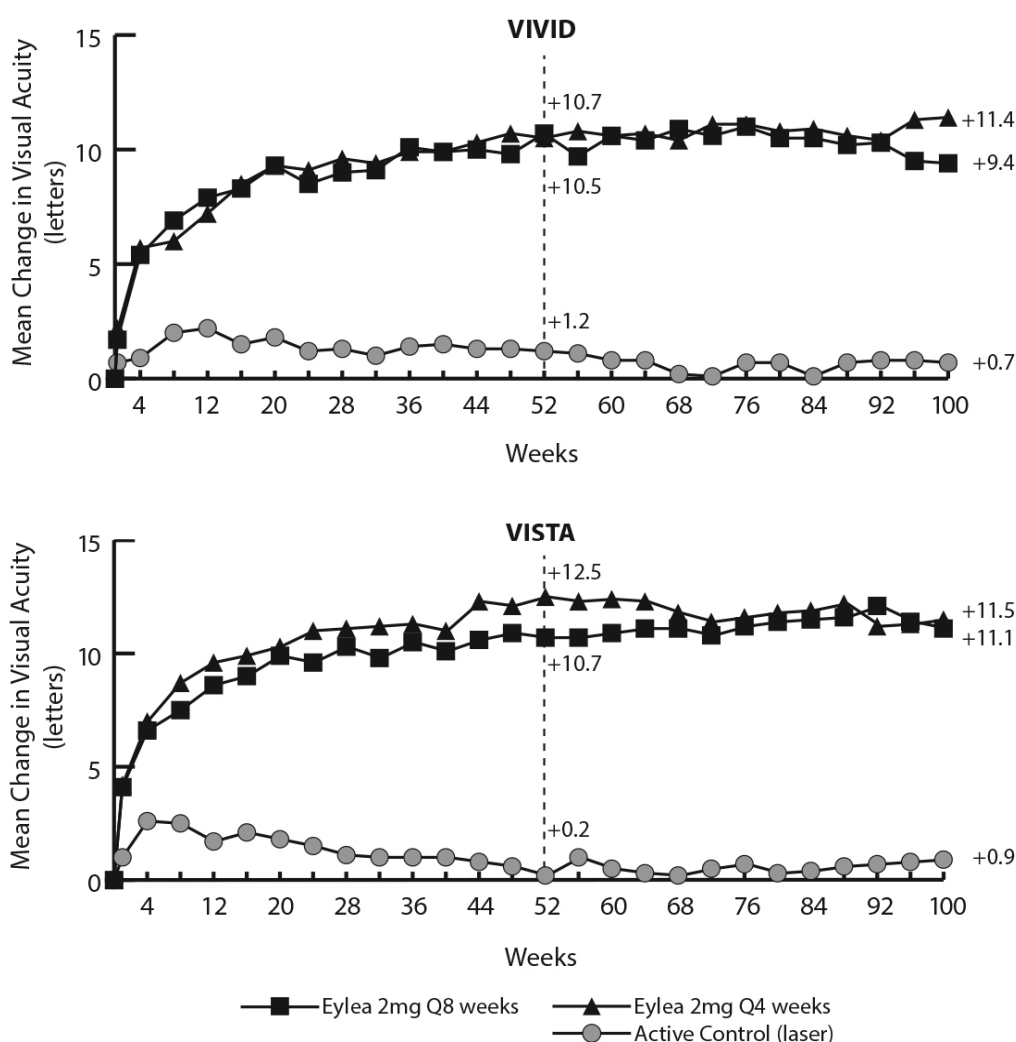 VIVID
Mean Change in Visual Acuity
(letters)
15
10
5
0
+10.7
+10.5
+1.2
+11.4
+9.4
+0.7
4 12 20 28 36 44 52 60 68 76 84 92 100
Weeks
VISTA
Mean Change in Visual Acuity
(letters)
15
10
5
0
+12.5
+10.7
+0.2
+11.5
+11.1
+0.9
4 12 20 28 36 44 52 60 68 76 84 92 100
Weeks
Eylea 2mg Q8 weeks Eylea 2mg Q4 weeks
Active Control (laser)